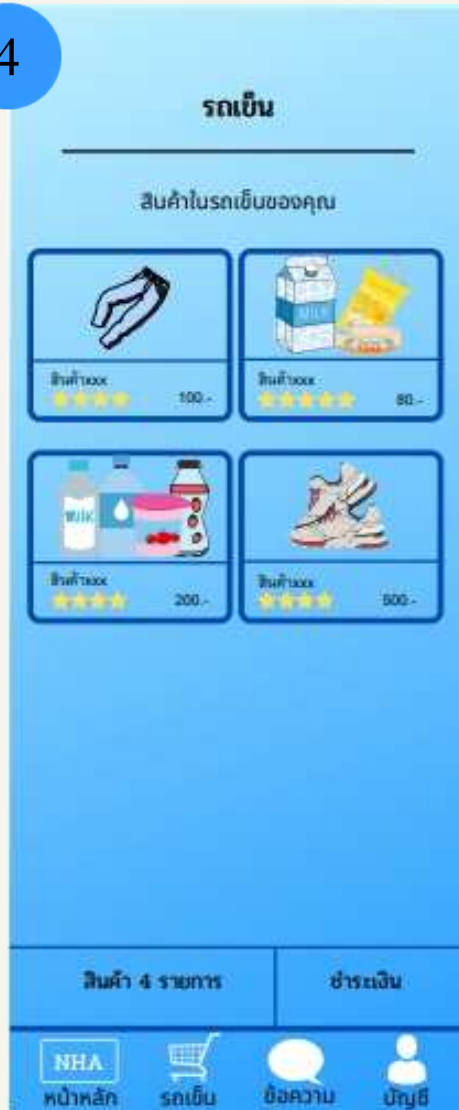 4
รถเข็น
สินค้าในรถเข็นของคุณ
MILK
สินค้าxxx
100.-
สินค้าxxx
80.-
MILK
สินค้าxxx
200.-
สินค้าxxx
500.-
สินค้า 4 รายการ
ชำระเงิน
NHA
หน้าหลัก
รถเข็น
ข้อความ
บัญชี